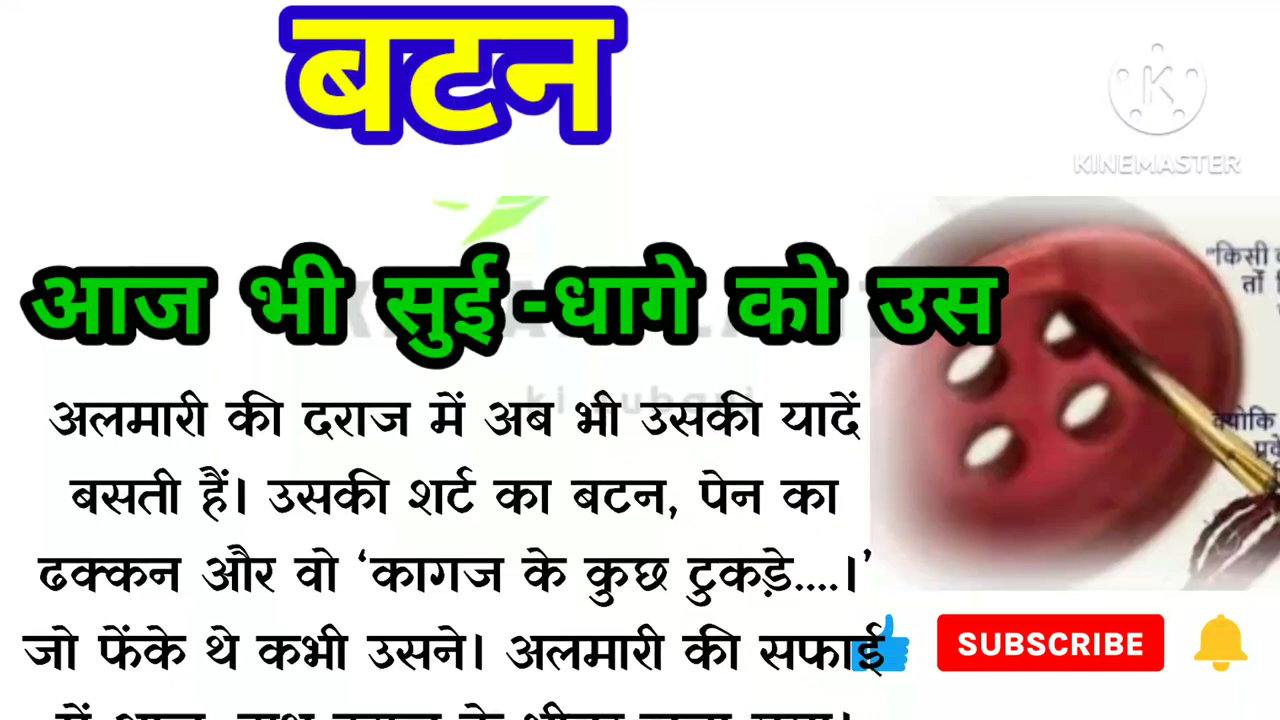 बटन
KINEMASTER
आज भी सुई-धागे को उस
"किसी
तों
अलमारी की दराज में अब भी उसकी यादें
बसती हैं। उसकी शर्ट का बटन, पेन का
ढक्कन और वो ‘कागज के कुछ टुकड़े....।’
जो फेंके थे कभी उसने। अलमारी की सफाई
क्योकि
SUBSCRIBE